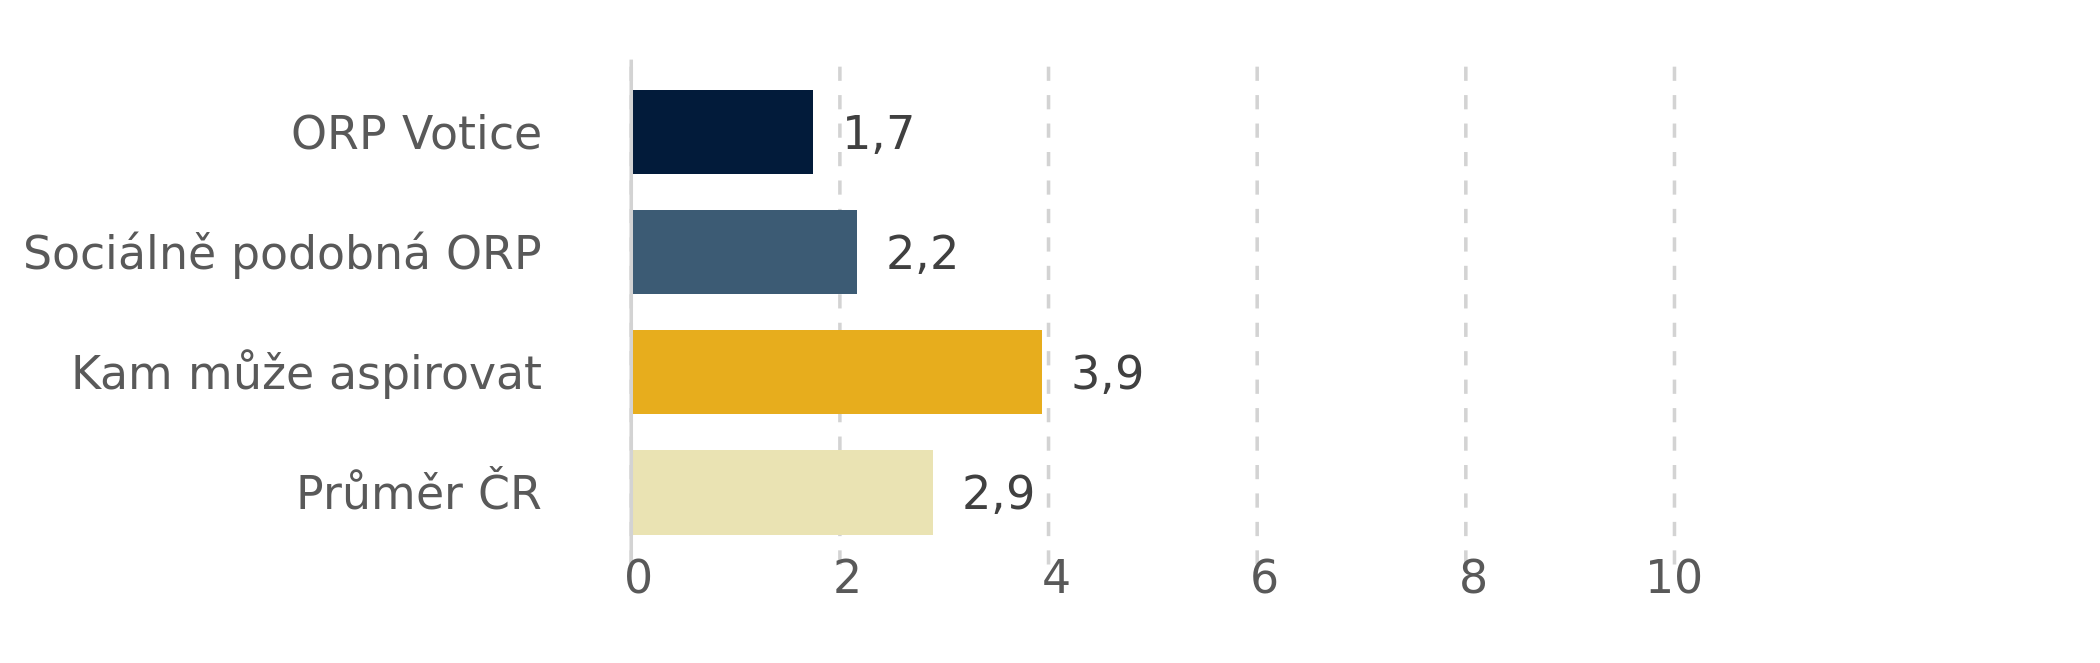 ORP Votice 1,7
Sociálně podobná ORP 2,2
Kam může aspirovat 3,9
Průměr ČR 2,9
0 2 4 6 8 10